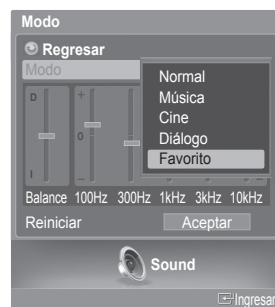 Modo
Regresar
Modo
Normal
Música
Cine
Diálogo
Favorito
D
+
0
I
−
Balance 100Hz 300Hz 1kHz 3kHz 10kHz
Reiniciar Aceptar
Sound
Ingresar